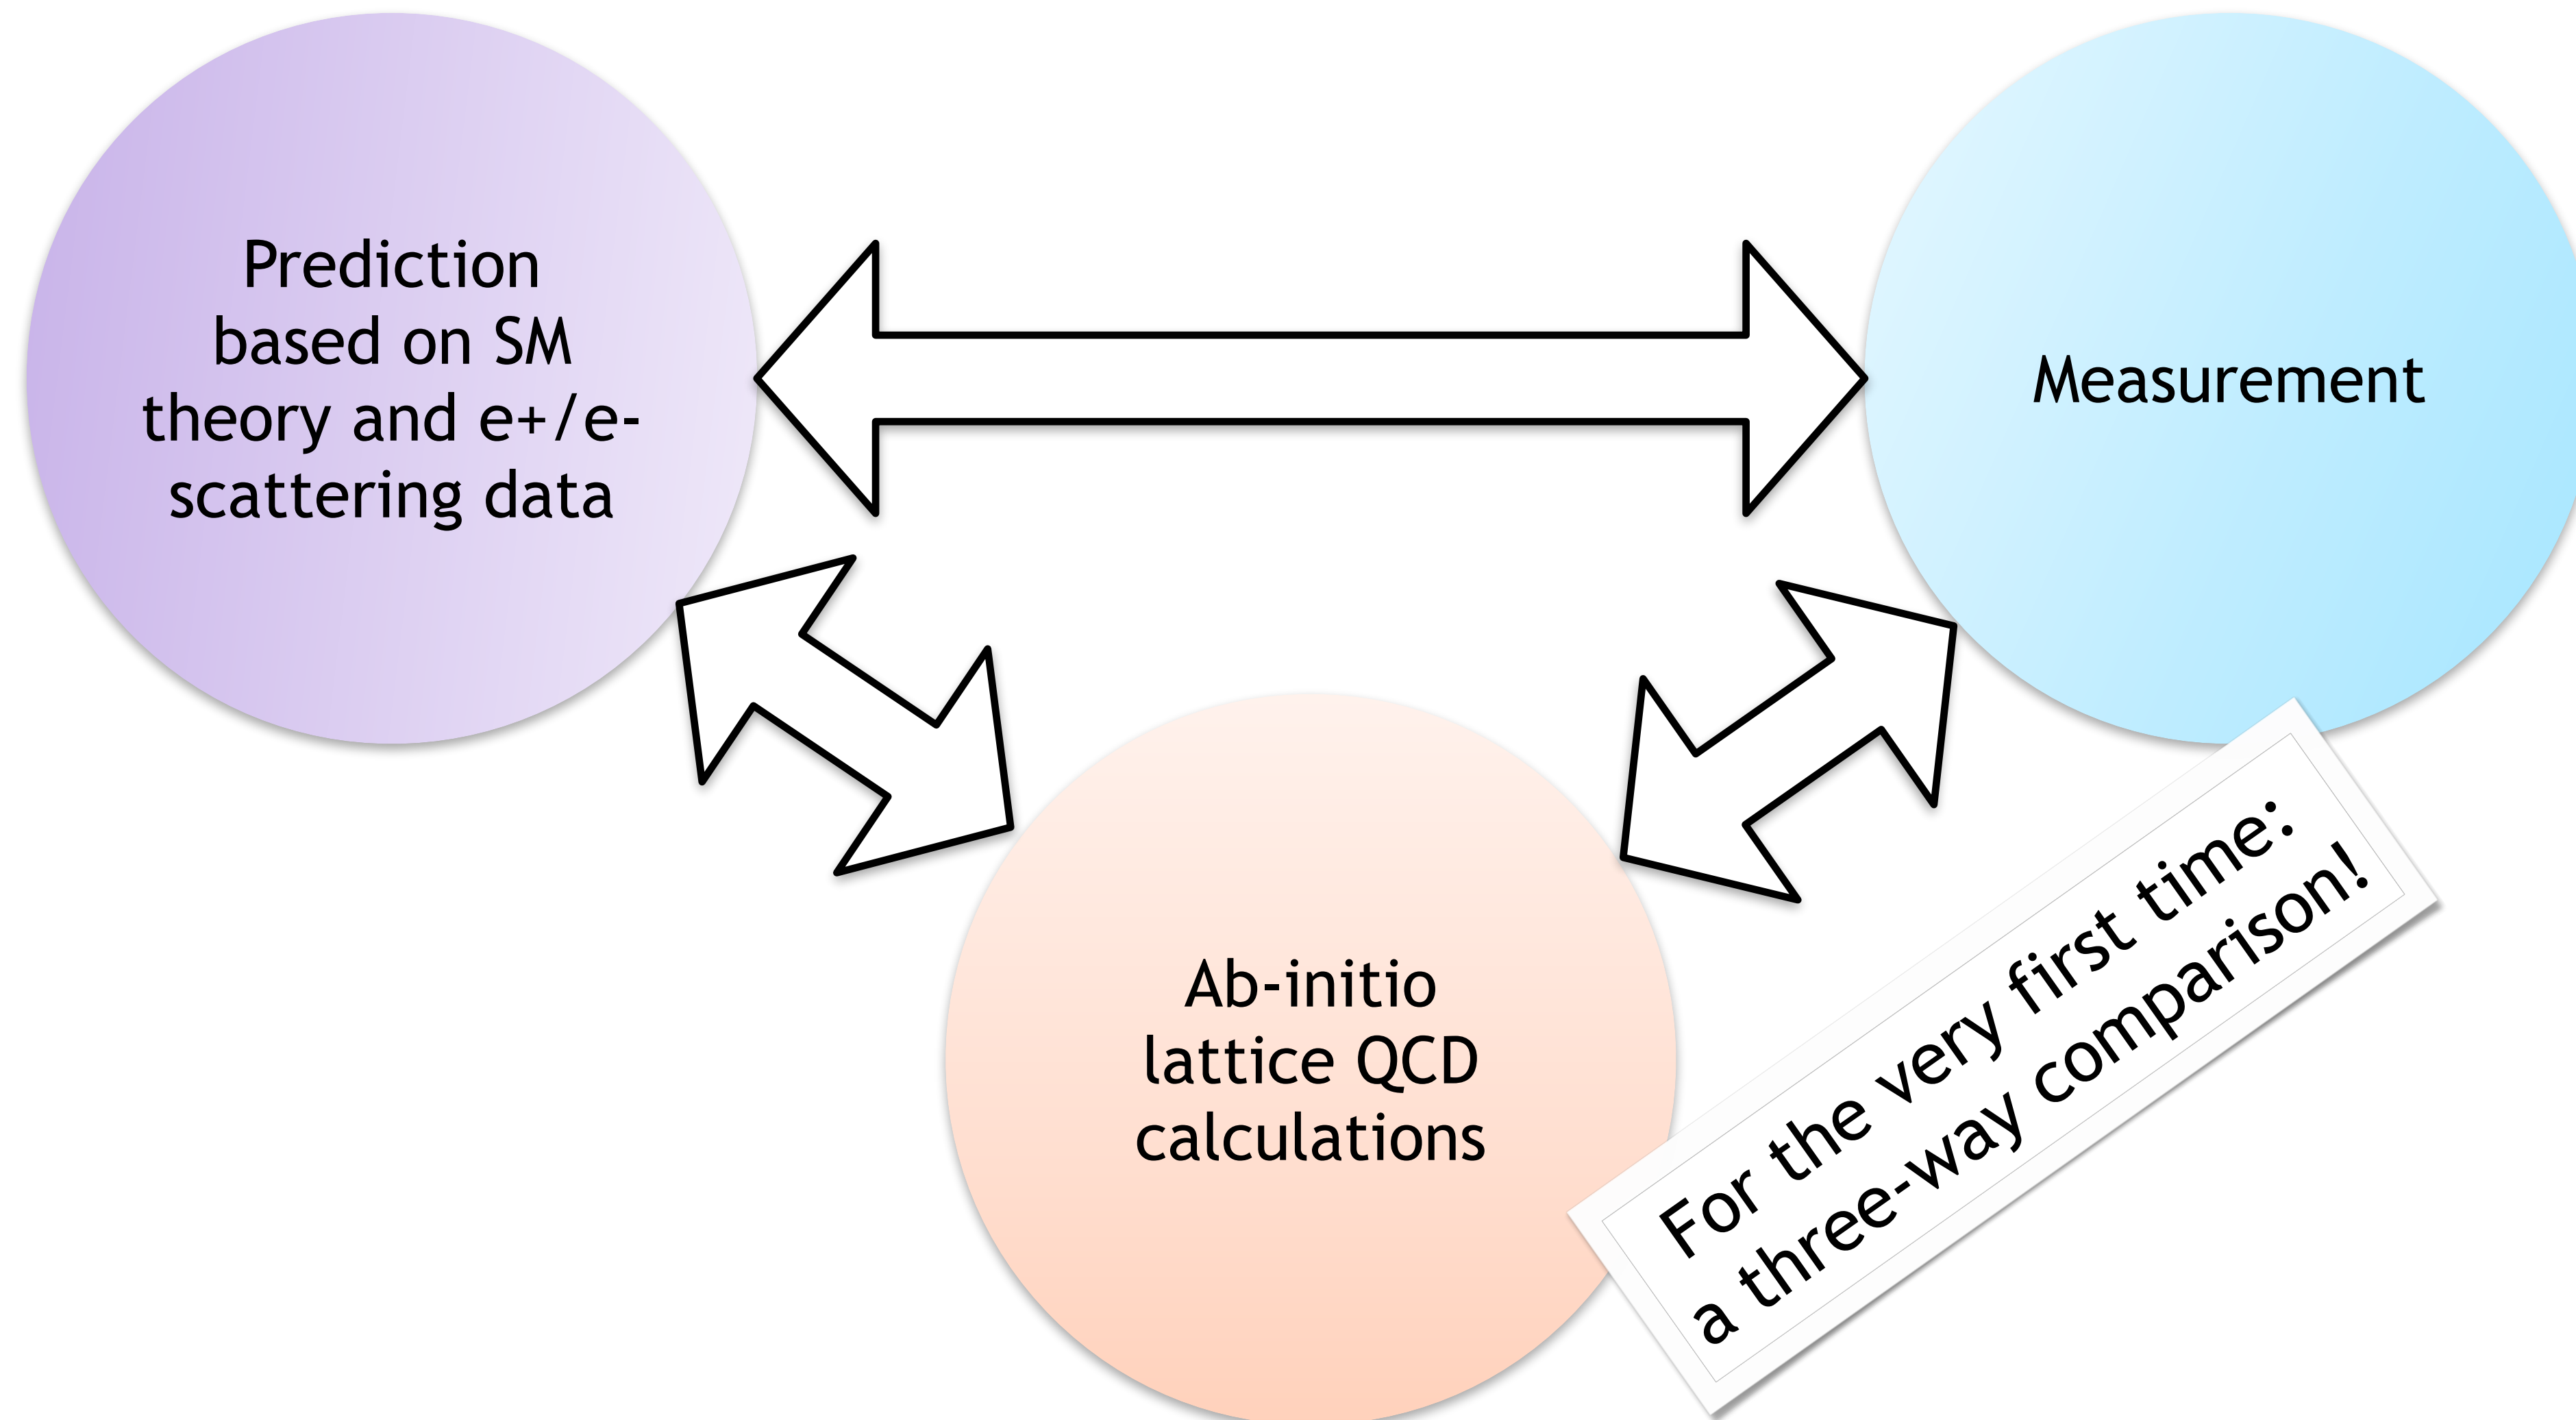 Prediction
based on SM
theory and e+/e-
scattering data
Measurement
Ab-initio
lattice QCD
calculations
For the very first time:
a three-way comparison!